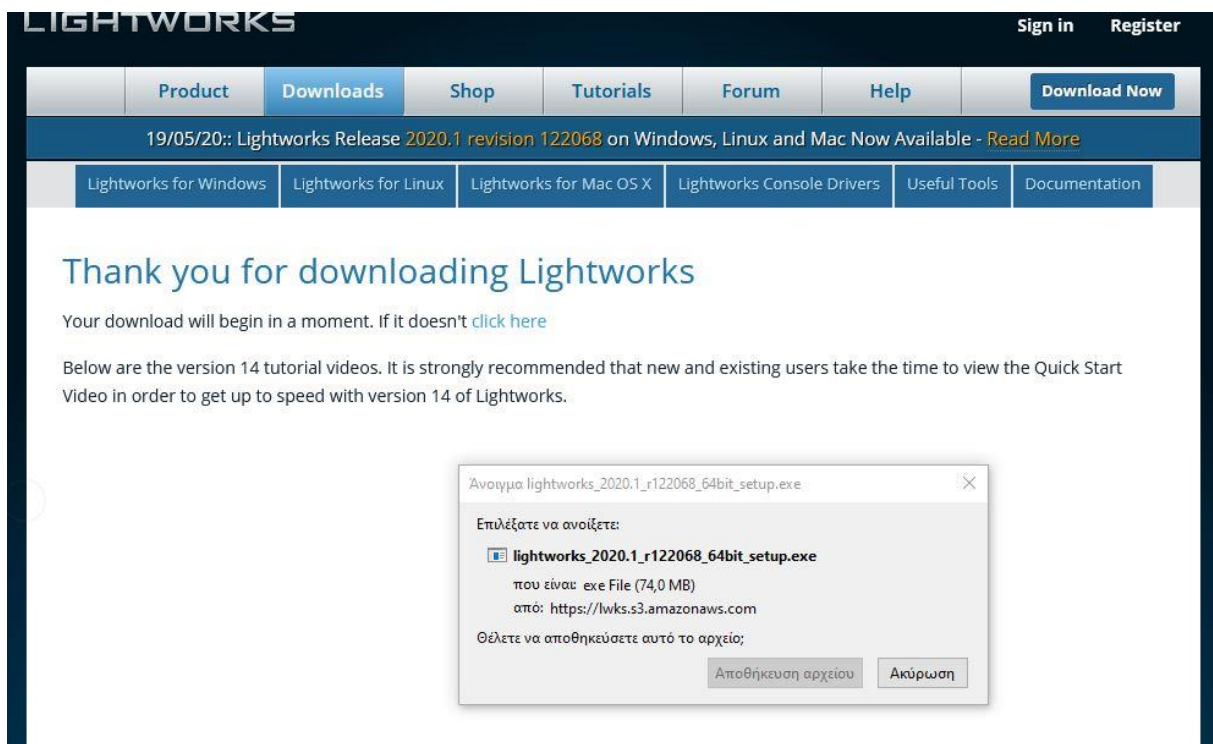 LIGHTWORKS
Sign in Register
Product Downloads Shop Tutorials Forum Help Download Now
19/05/20:: Lightworks Release 2020.1 revision 122068 on Windows, Linux and Mac Now Available - Read More
Lightworks for Windows Lightworks for Linux Lightworks for Mac OS X Lightworks Console Drivers Useful Tools Documentation
Thank you for downloading Lightworks
Your download will begin in a moment. If it doesn't click here
Below are the version 14 tutorial videos. It is strongly recommended that new and existing users take the time to view the Quick Start
Video in order to get up to speed with version 14 of Lightworks.
Άνοιγμα lightworks_2020.1_r122068_64bit_setup.exe
Επιλέξατε να ανοίξετε:
lightworks_2020.1_r122068_64bit_setup.exe
που είναι: exe File (74,0 MB)
από: https://lwks.s3.amazonaws.com
Θέλετε να αποθηκεύσετε αυτό το αρχείο;
Αποθήκευση αρχείου Ακύρωση